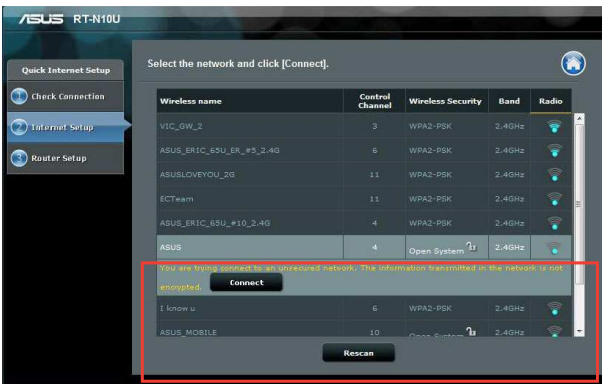 ASUS RT-N10U
Quick Internet Setup
1 Check Connection
2 Internet Setup
3 Router Setup
Select the network and click [Connect].
Wireless name Control Channel Wireless Security Band Radio
VIC_GW_2 3 WPA2-PSK 2.4GHz
ASUS_ERIC_65U_ER_#5_2.4G 6 WPA2-PSK 2.4GHz
ASUSLOVEYOU_2G 11 WPA2-PSK 2.4GHz
ECTeam 11 WPA2-PSK 2.4GHz
ASUS_ERIC_65U_#10_2.4G 4 WPA2-PSK 2.4GHz
ASUS 4 Open System 2.4GHz
You are trying connect to an unsecured network. The information transmitted in the network is not
encrypted. Connect
I know u 6 WPA2-PSK 2.4GHz
ASUS_MOBILE 10 Open System 2.4GHz
Rescan